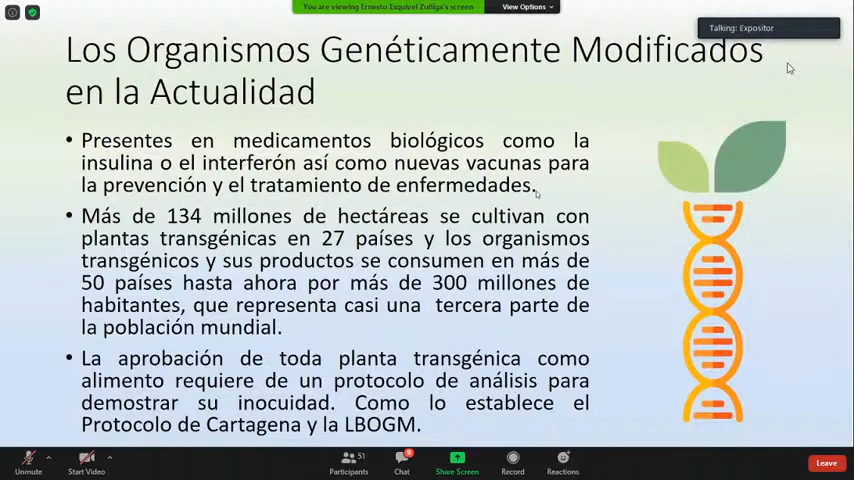 You are viewing Ernesto Esquivel Zuñiga's screen
View Options
Talking: Expositor
Los Organismos Genéticamente Modificados
en la Actualidad
• Presentes en medicamentos biológicos como la
insulina o el interferón así como nuevas vacunas para
la prevención y el tratamiento de enfermedades.
• Más de 134 millones de hectáreas se cultivan con
plantas transgénicas en 27 países y los organismos
transgénicos y sus productos se consumen en más de
50 países hasta ahora por más de 300 millones de
habitantes, que representa casi una tercera parte de
la población mundial.
• La aprobación de toda planta transgénica como
alimento requiere de un protocolo de análisis para
demostrar su inocuidad. Como lo establece el
Protocolo de Cartagena y la LBOGM.
51
9
Unmute
Start Video
Participants
Chat
Share Screen
Record
Reactions
Leave